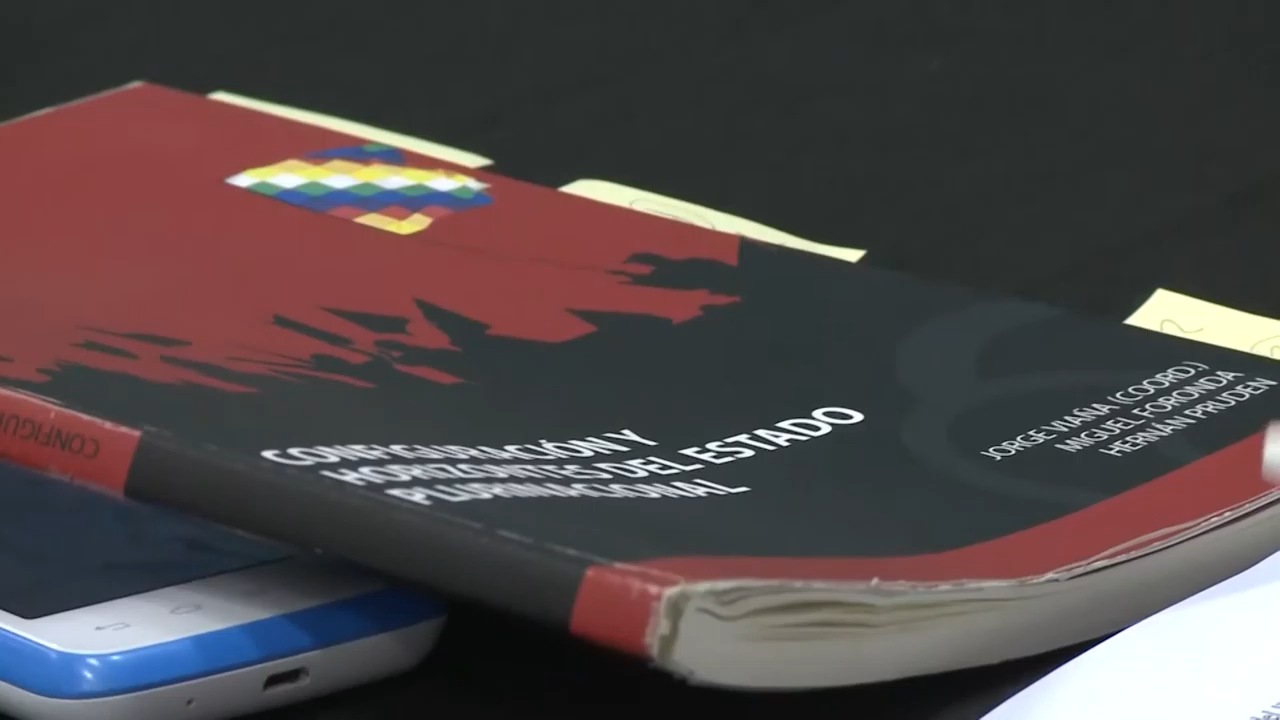 CONFIGURACIÓN Y
HORIZONTES DEL ESTADO
PLURINACIONAL
JORGE VIAÑA (COORD.)
MIGUEL FORONDA
HERNÁN PRUDEN